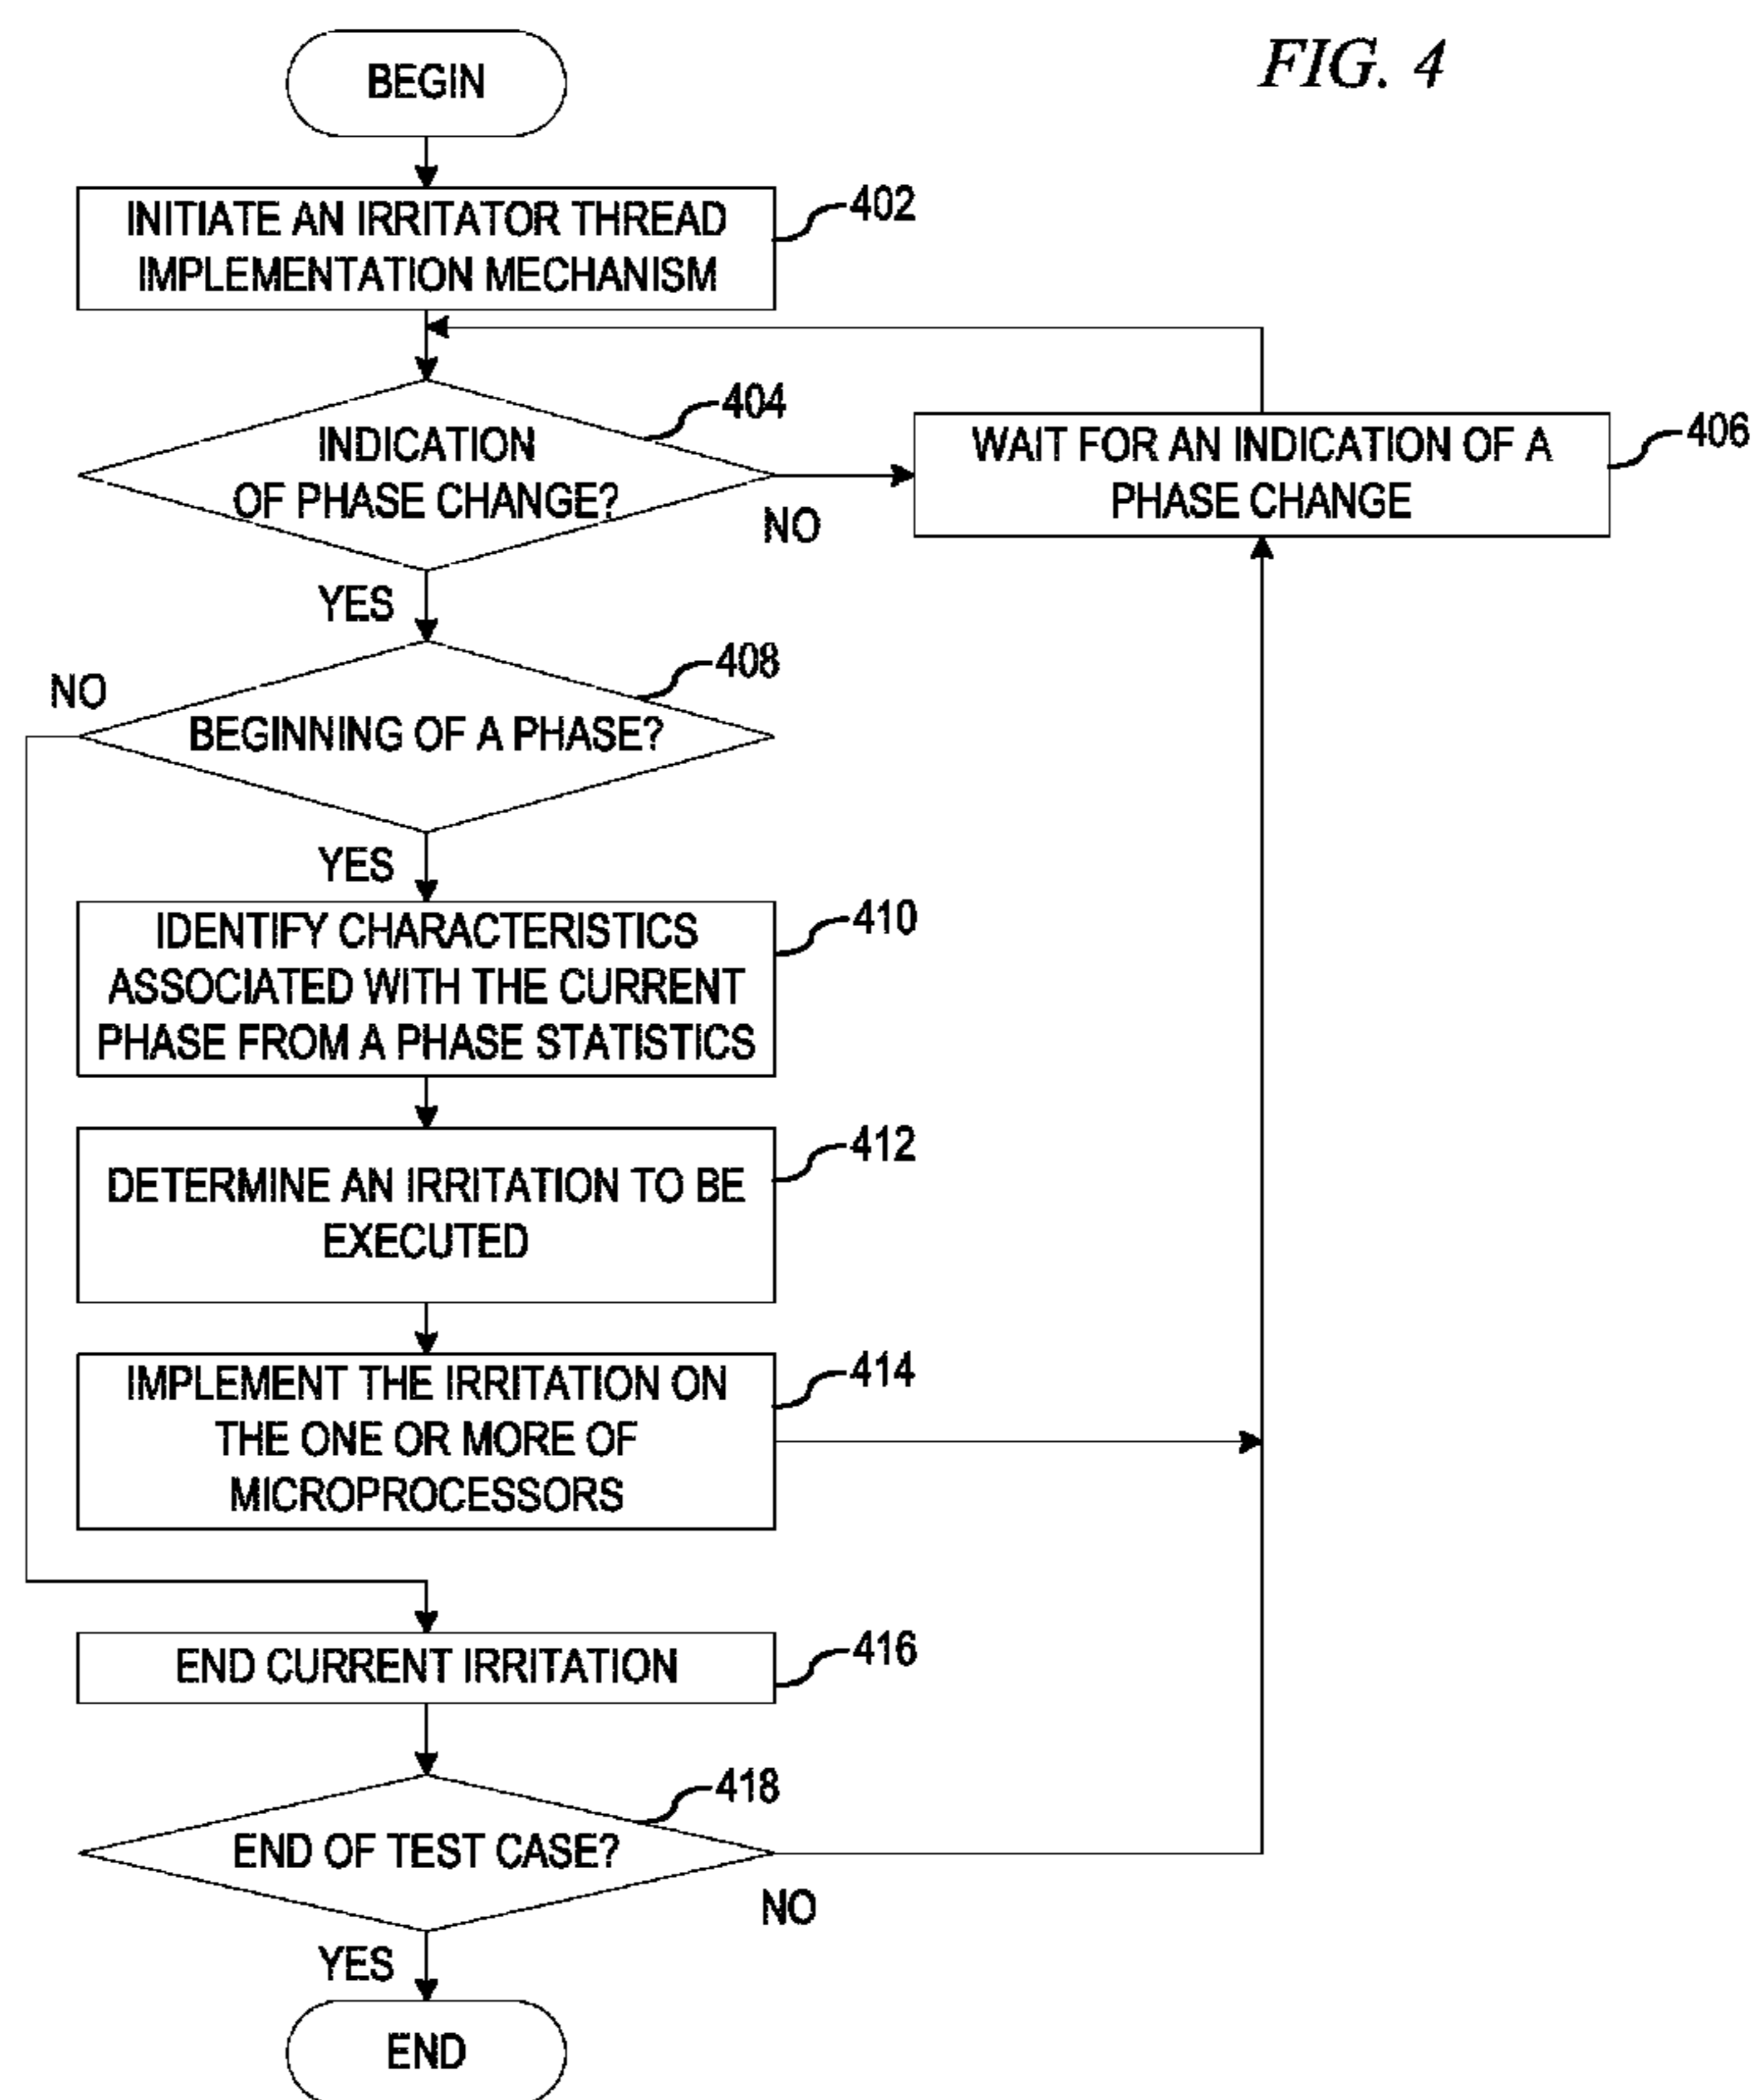 FIG. 4
BEGIN
INITIATE AN IRRITATOR THREAD
IMPLEMENTATION MECHANISM
402
INDICATION
OF PHASE CHANGE?
404
NO
WAIT FOR AN INDICATION OF A
PHASE CHANGE
406
YES
BEGINNING OF A PHASE?
408
NO
YES
IDENTIFY CHARACTERISTICS
ASSOCIATED WITH THE CURRENT
PHASE FROM A PHASE STATISTICS
410
DETERMINE AN IRRITATION TO BE
EXECUTED
412
IMPLEMENT THE IRRITATION ON
THE ONE OR MORE OF
MICROPROCESSORS
414
END CURRENT IRRITATION
416
END OF TEST CASE?
418
NO
YES
END